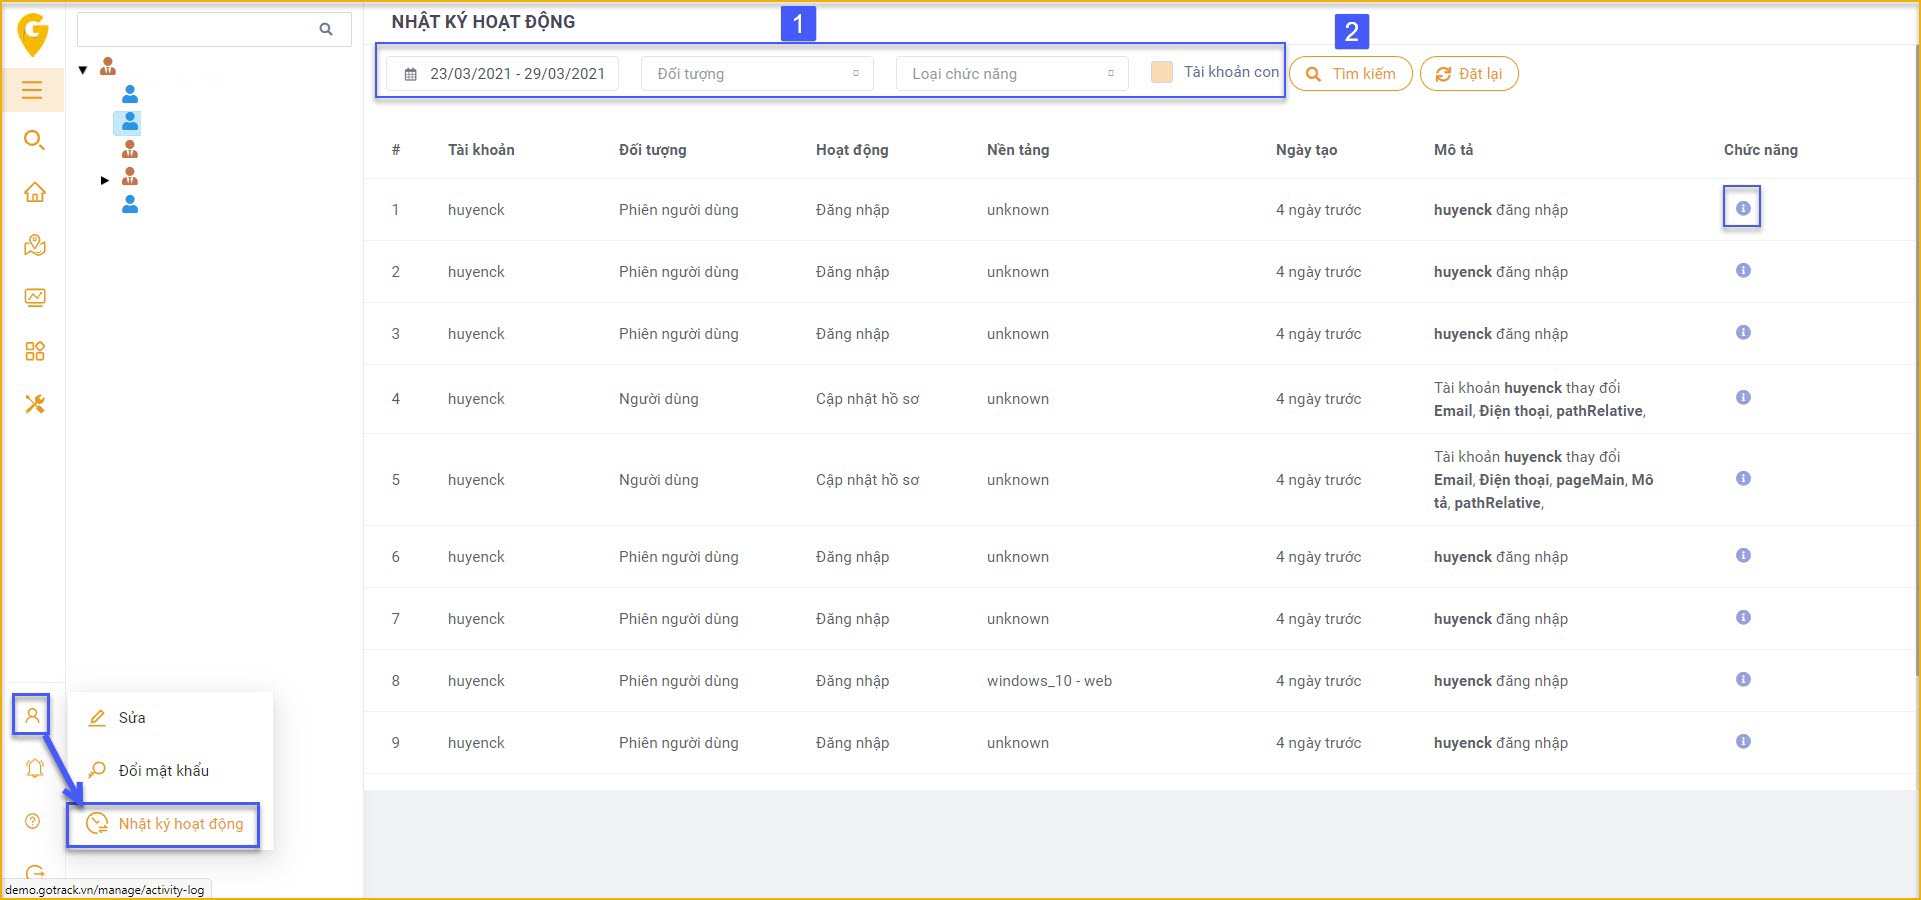 G
NHẬT KÝ HOẠT ĐỘNG
1
2
23/03/2021 - 29/03/2021
Đối tượng
Loại chức năng
Tài khoản con
Tìm kiếm
Đặt lại
# Tài khoản Đối tượng Hoạt động Nền tảng Ngày tạo Mô tả Chức năng
1 huyenck Phiên người dùng Đăng nhập unknown 4 ngày trước huyenck đăng nhập
2 huyenck Phiên người dùng Đăng nhập unknown 4 ngày trước huyenck đăng nhập
3 huyenck Phiên người dùng Đăng nhập unknown 4 ngày trước huyenck đăng nhập
4 huyenck Người dùng Cập nhật hồ sơ unknown 4 ngày trước Tài khoản huyenck thay đổi
Email, Điện thoại, pathRelative,
5 huyenck Người dùng Cập nhật hồ sơ unknown 4 ngày trước Tài khoản huyenck thay đổi
Email, Điện thoại, pageMain, Mô
tả, pathRelative,
6 huyenck Phiên người dùng Đăng nhập unknown 4 ngày trước huyenck đăng nhập
7 huyenck Phiên người dùng Đăng nhập unknown 4 ngày trước huyenck đăng nhập
8 huyenck Phiên người dùng Đăng nhập windows_10 - web 4 ngày trước huyenck đăng nhập
9 huyenck Phiên người dùng Đăng nhập unknown 4 ngày trước huyenck đăng nhập
Sửa
Đổi mật khẩu
Nhật ký hoạt động
demo.gotrack.vn/manage/activity-log